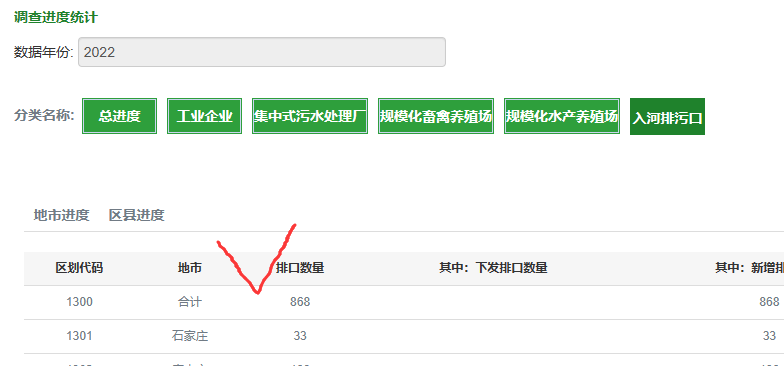 调查进度统计
数据年份: 2022
分类名称: 总进度 工业企业 集中式污水处理厂 规模化畜禽养殖场 规模化水产养殖场 入河排污口
地市进度 区县进度
区划代码 地市 排口数量 其中：下发排口数量 其中：新增排
1300 合计 868 868
1301 石家庄 33 33